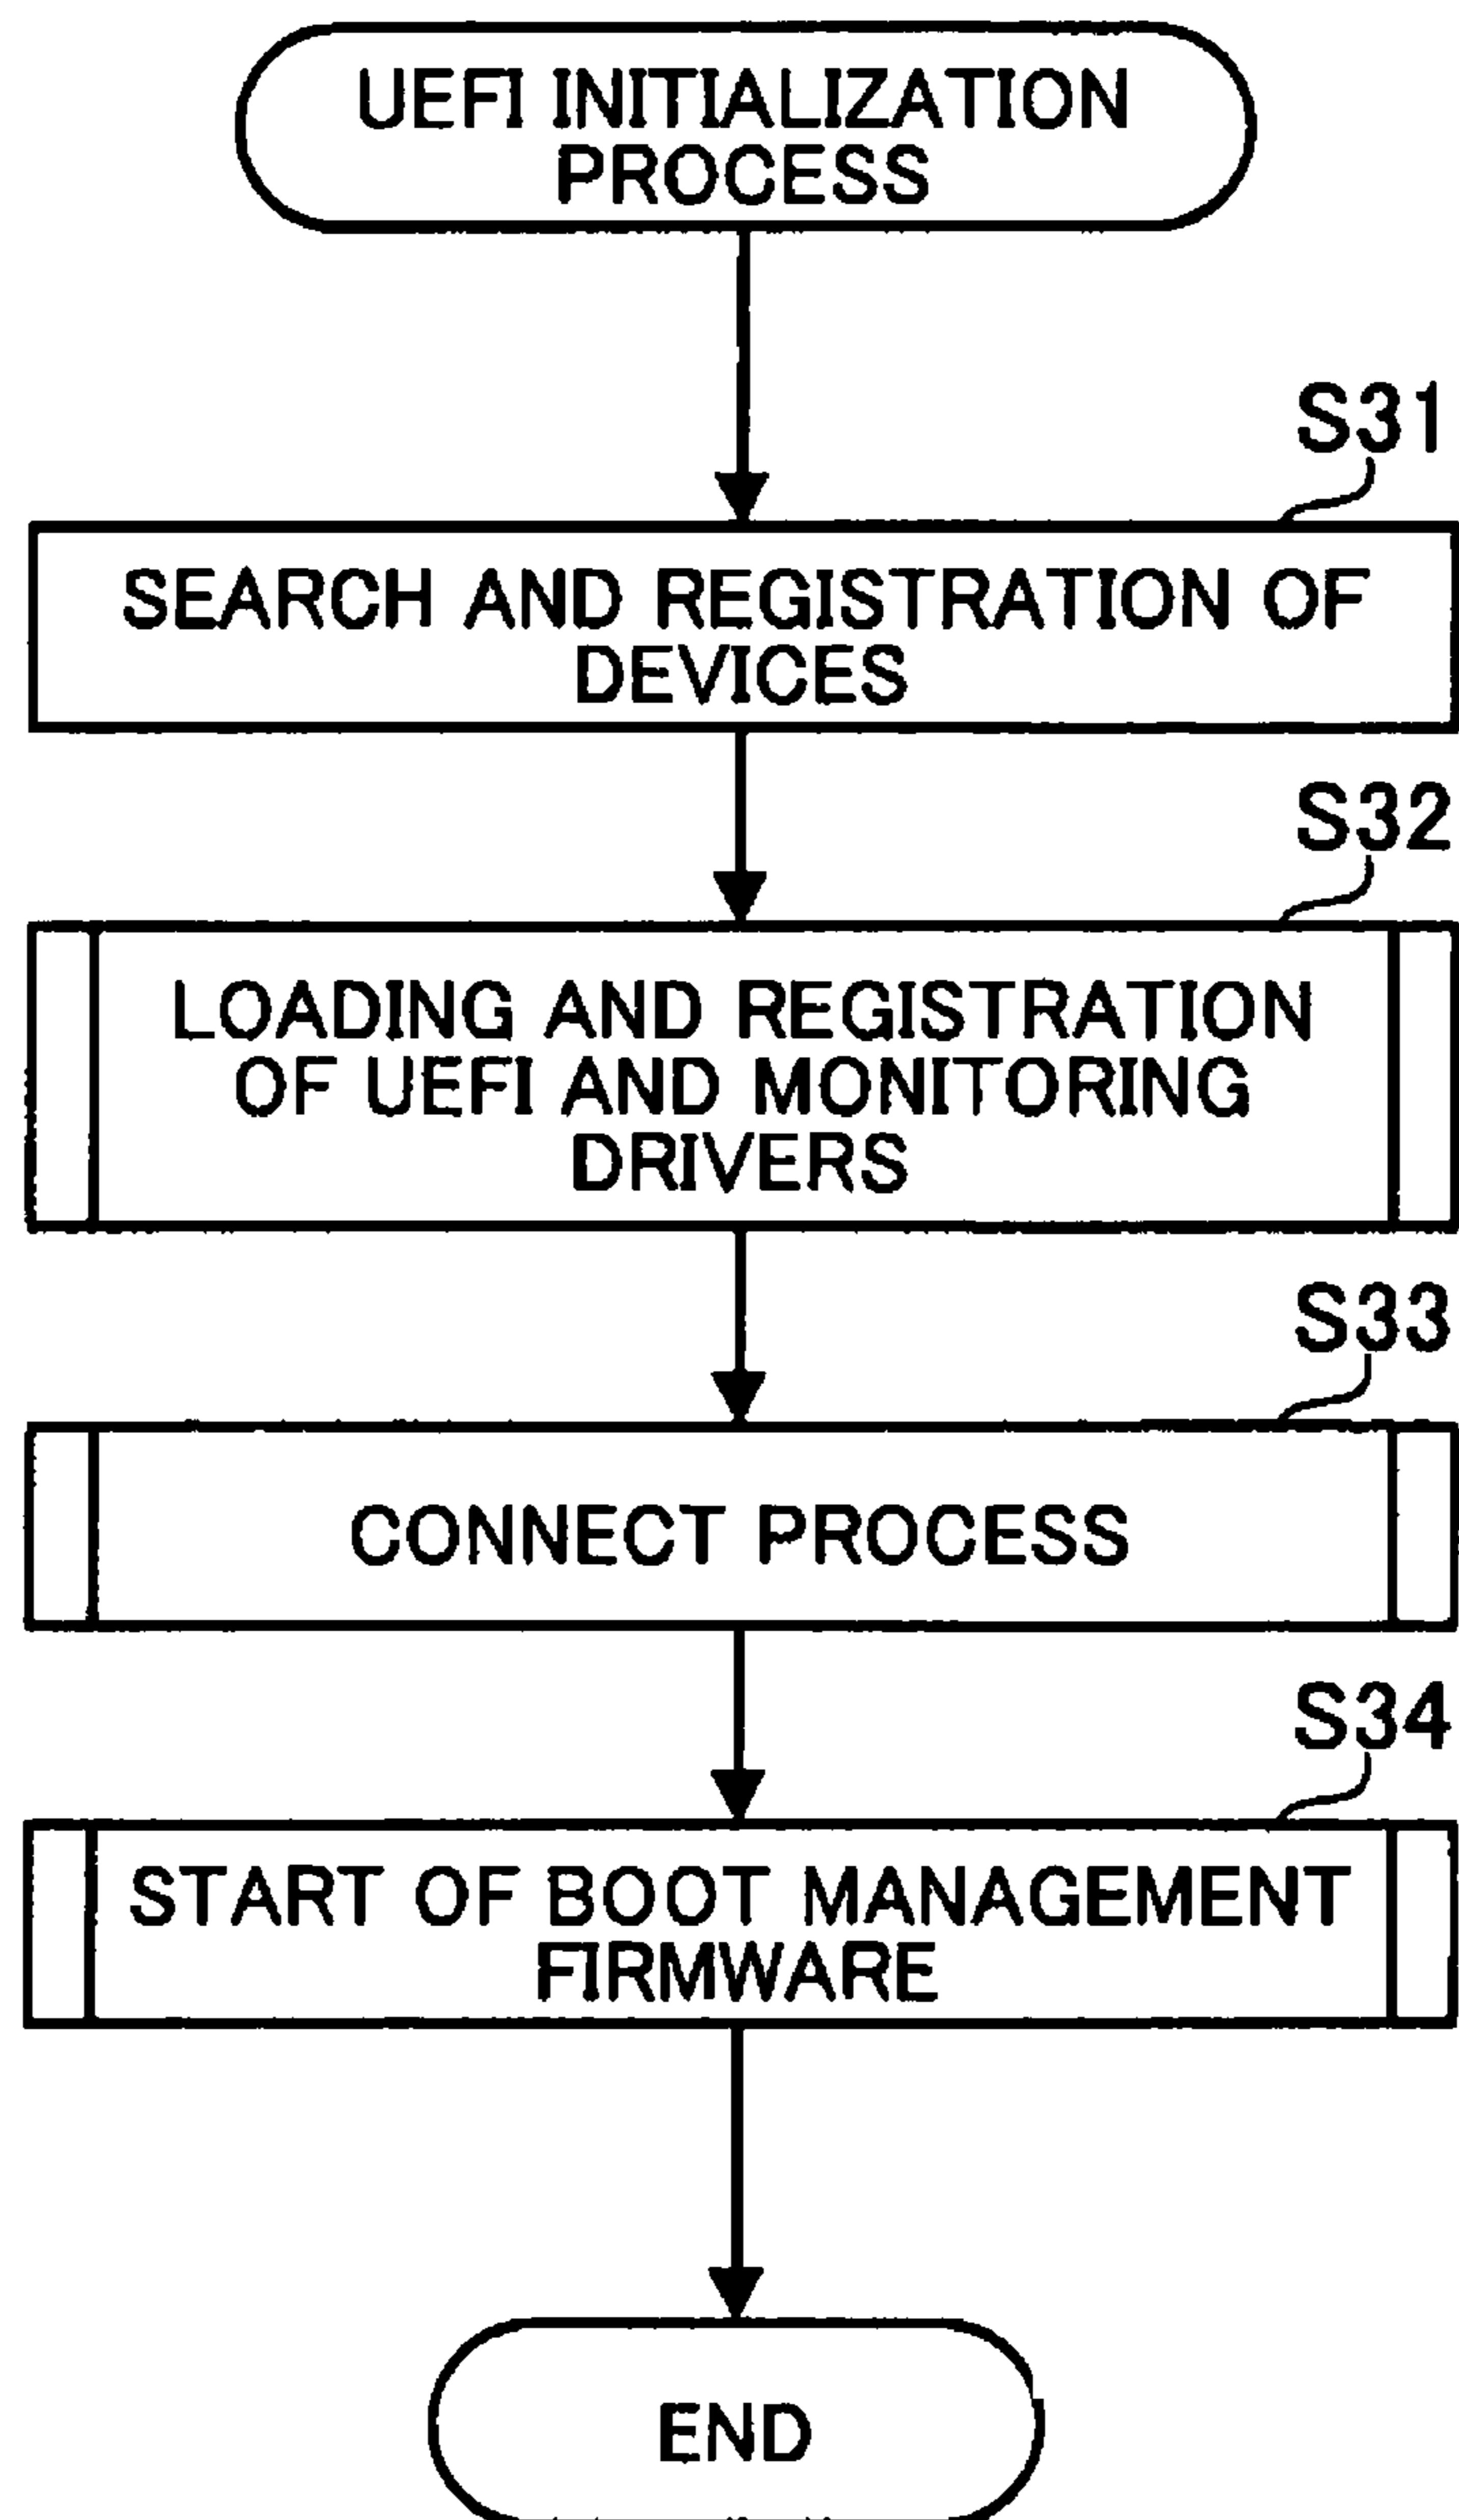 UEFI INITIALIZATION
PROCESS
S31
SEARCH AND REGISTRATION OF
DEVICES
S32
LOADING AND REGISTRATION
OF UEFI AND MONITORING
DRIVERS
S33
CONNECT PROCESS
S34
START OF BOOT MANAGEMENT
FIRMWARE
END